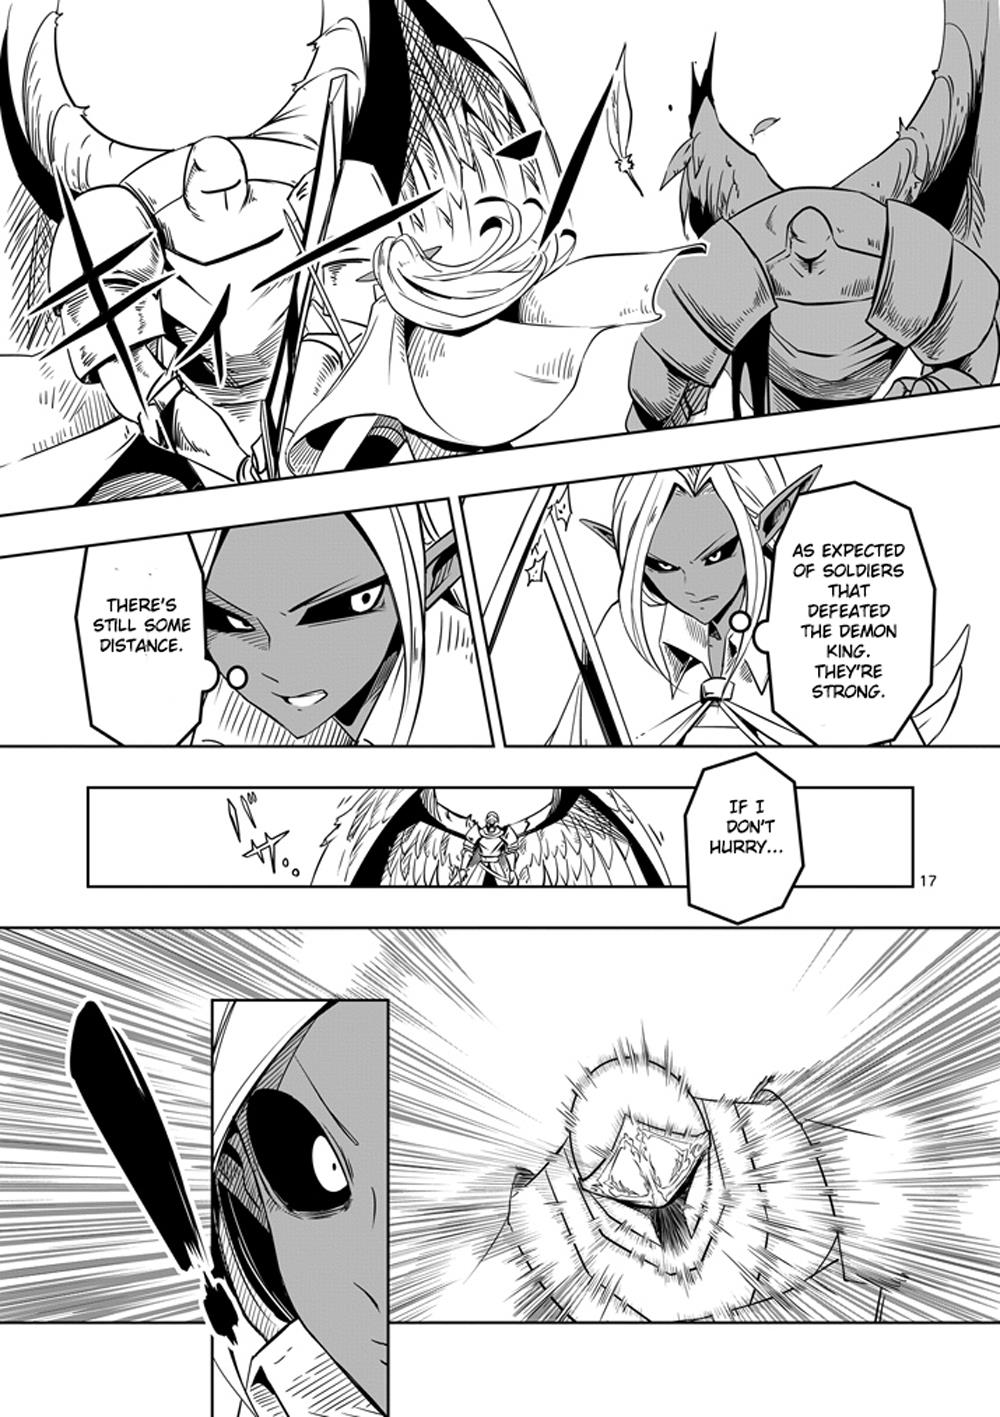 AS EXPECTED
OF SOLDIERS
THAT
DEFEATED
THE DEMON
KING.
THEY'RE
STRONG.
THERE'S
STILL SOME
DISTANCE.
IF I
DON'T
HURRY...
17